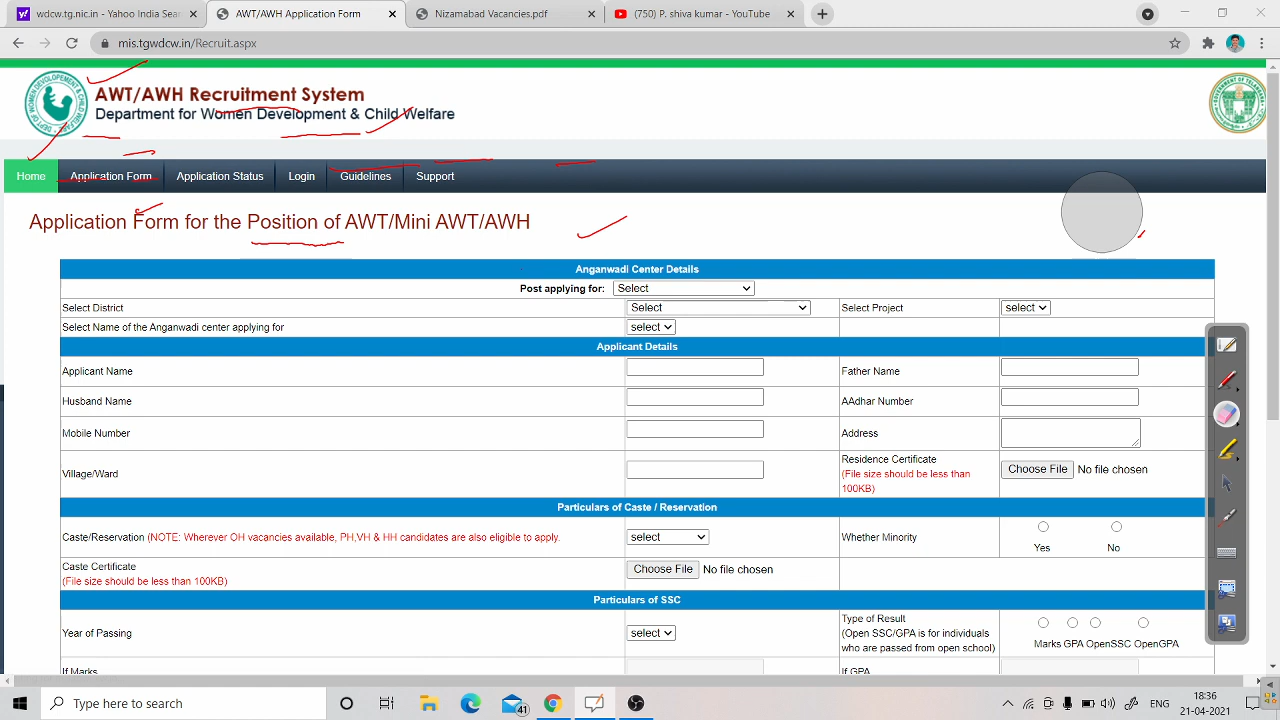 wdcw.tg.nic.in - Yahoo India Sear
AWT/AWH Application Form
Nizamabad Vacancies.pdf
(750) P. shiva kumar - YouTube
mis.tgwdcw.in/Recruit.aspx
AWT/AWH Recruitment System
Department for Women Development & Child Welfare
Home
Application Form
Application Status
Login
Guidelines
Support
Application Form for the Position of AWT/Mini AWT/AWH
Anganwadi Center Details
Post applying for: Select
Select District Select Select Project select
Select Name of the Anganwadi center applying for select
Applicant Details
Applicant Name Father Name
Husband Name AAdhar Number
Mobile Number Address
Village/Ward Residence Certificate
(File size should be less than
100KB)
Choose File No file chosen
Particulars of Caste / Reservation
Caste/Reservation (NOTE: Wherever OH vacancies available, PH,VH & HH candidates are also eligible to apply. select Whether Minority
Yes No
Caste Certificate
(File size should be less than 100KB)
Choose File No file chosen
Particulars of SSC
Year of Passing select Type of Result
(Open SSC/GPA is for individuals
who are passed from open school)
Marks GPA OpenSSC OpenGPA
If Marks If GPA
Type here to search
41
ENG
18:36
21-04-2021